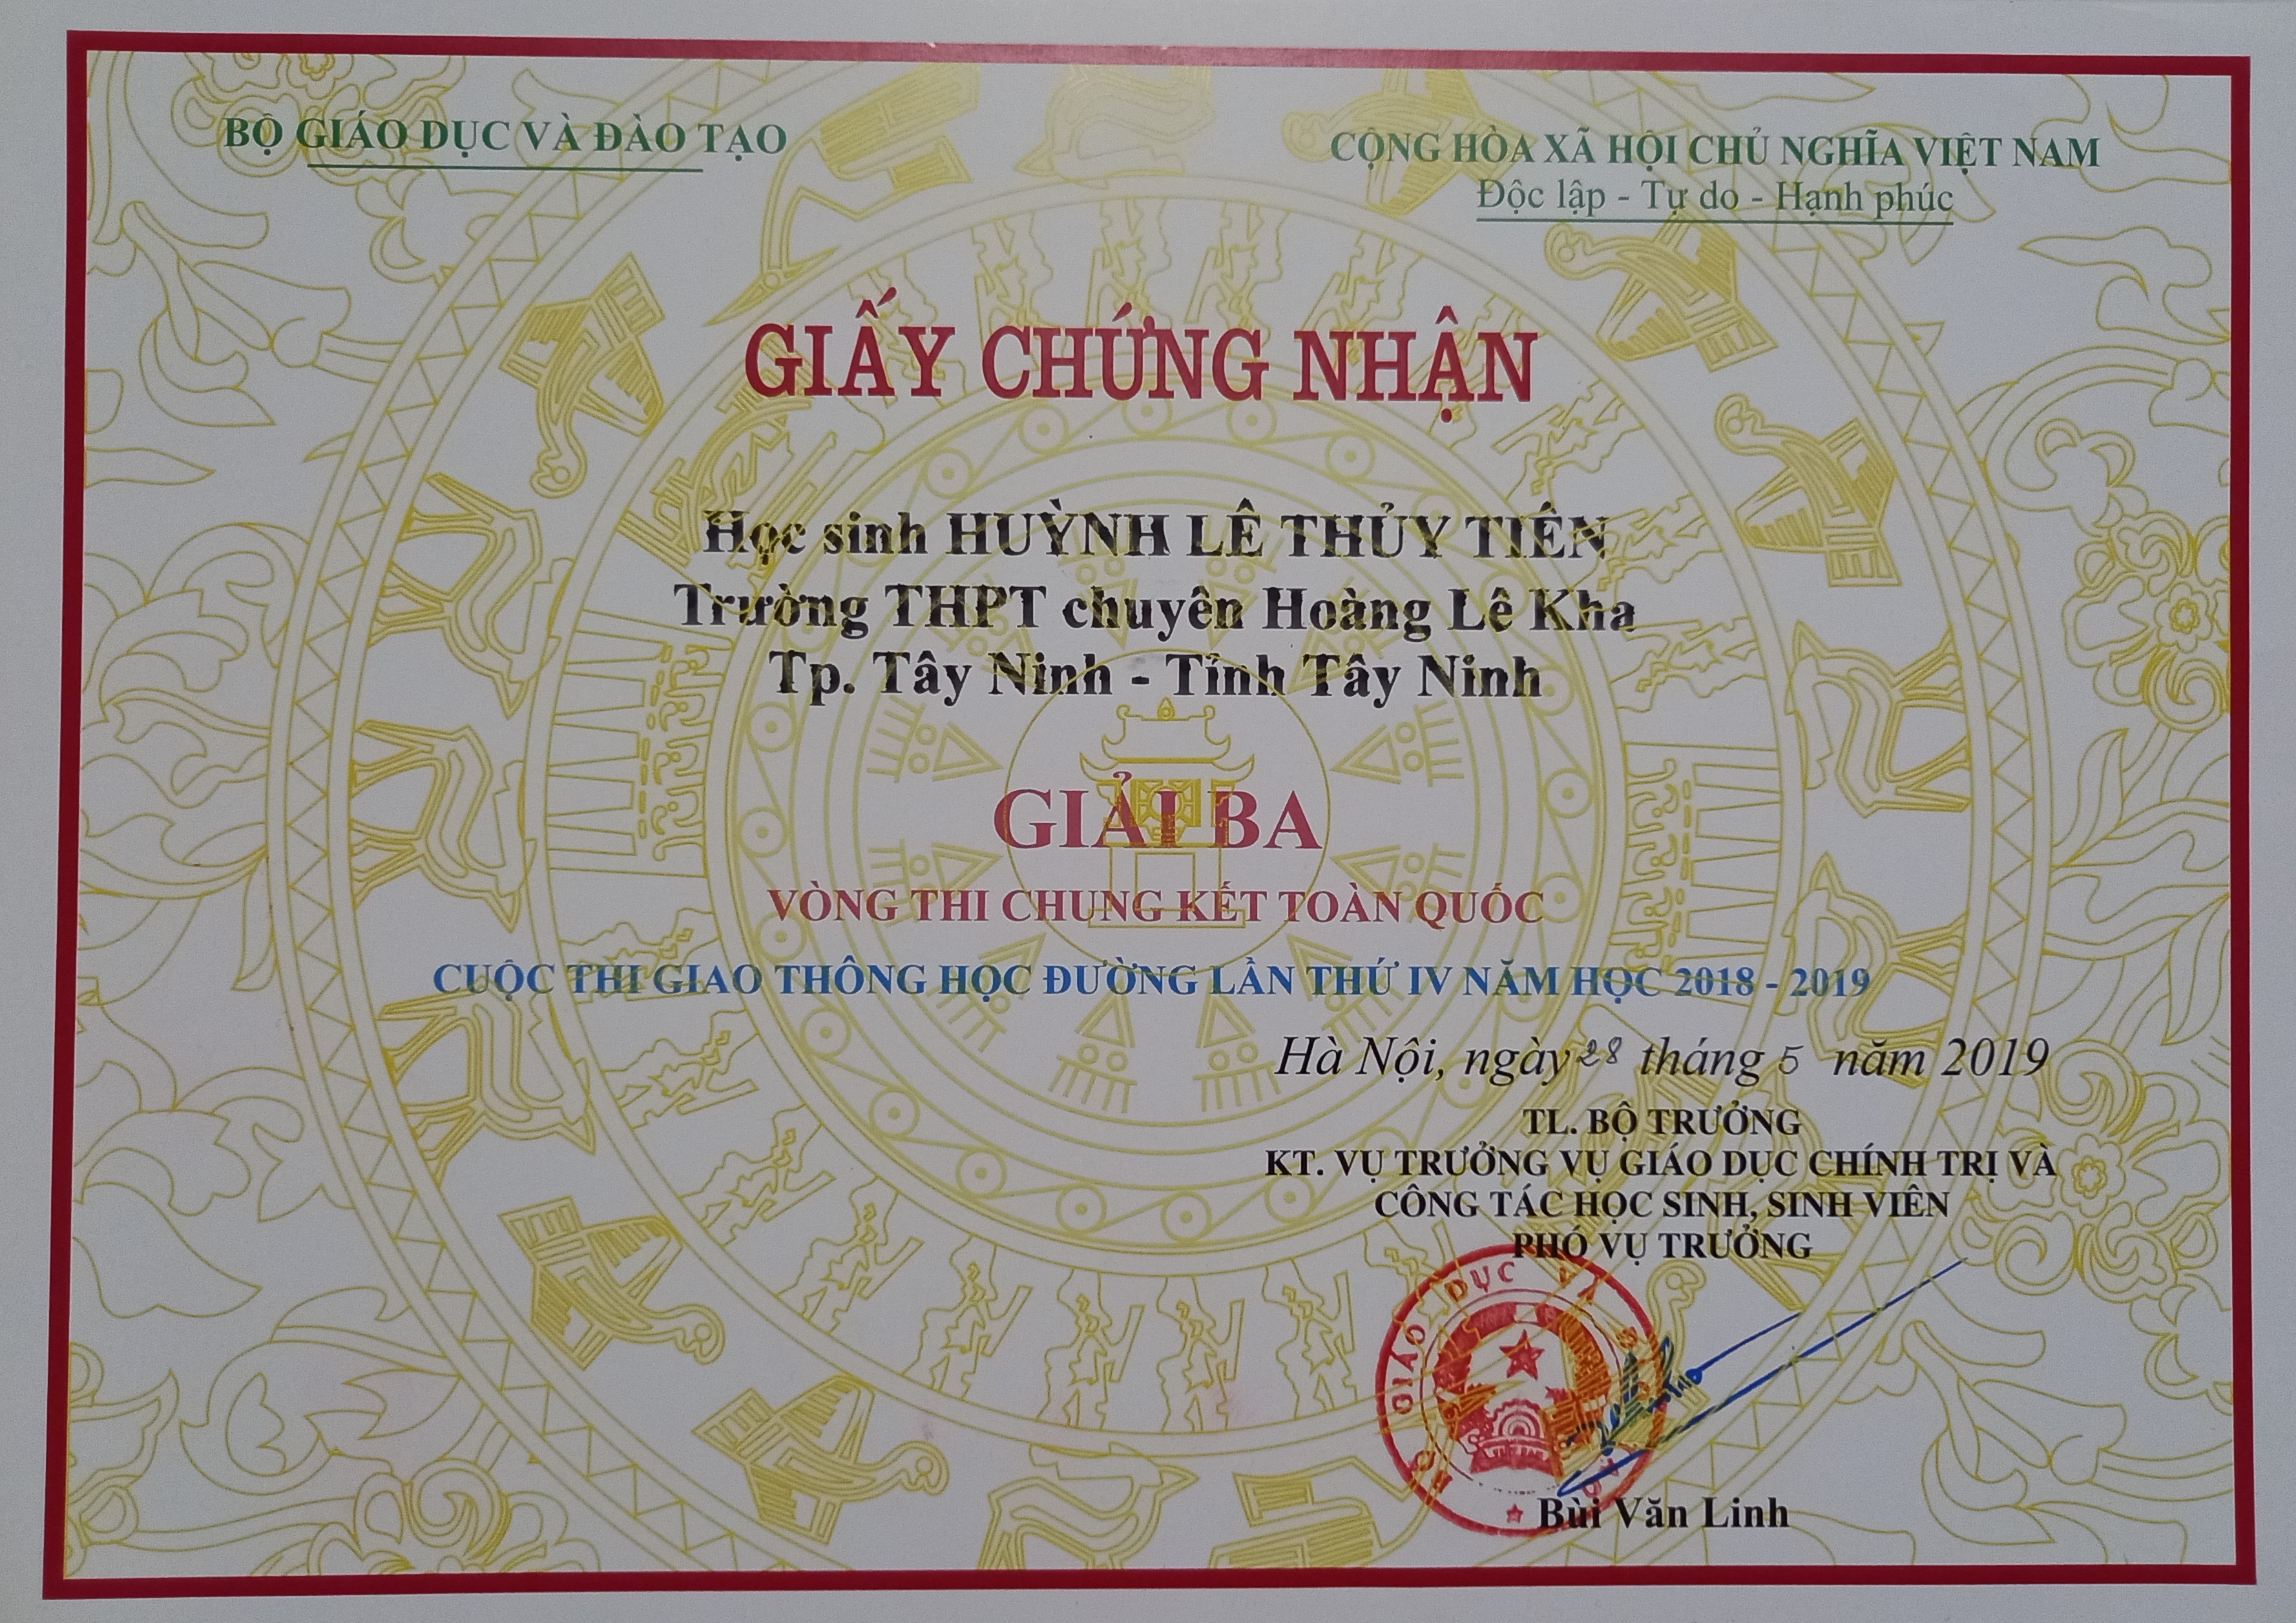 BỘ GIÁO DỤC VÀ ĐÀO TẠO
CỘNG HÒA XÃ HỘI CHỦ NGHĨA VIỆT NAM
Độc lập - Tự do - Hạnh phúc
GIẤY CHỨNG NHẬN
Học sinh HUỲNH LÊ THỦY TIÊN
Trường THPT chuyên Hoàng Lê Kha
Tp. Tây Ninh - Tỉnh Tây Ninh
GIẢI BA
VÒNG THI CHUNG KẾT TOÀN QUỐC
CUỘC THI GIAO THÔNG HỌC ĐƯỜNG LẦN THỨ IV NĂM HỌC 2018 - 2019
Hà Nội, ngày 28 tháng 5 năm 2019
TL. BỘ TRƯỞNG
KT. VỤ TRƯỞNG VỤ GIÁO DỤC CHÍNH TRỊ VÀ
CÔNG TÁC HỌC SINH, SINH VIÊN
PHÓ VỤ TRƯỞNG
BỘ GIÁO DỤC VÀ
Bùi Văn Linh